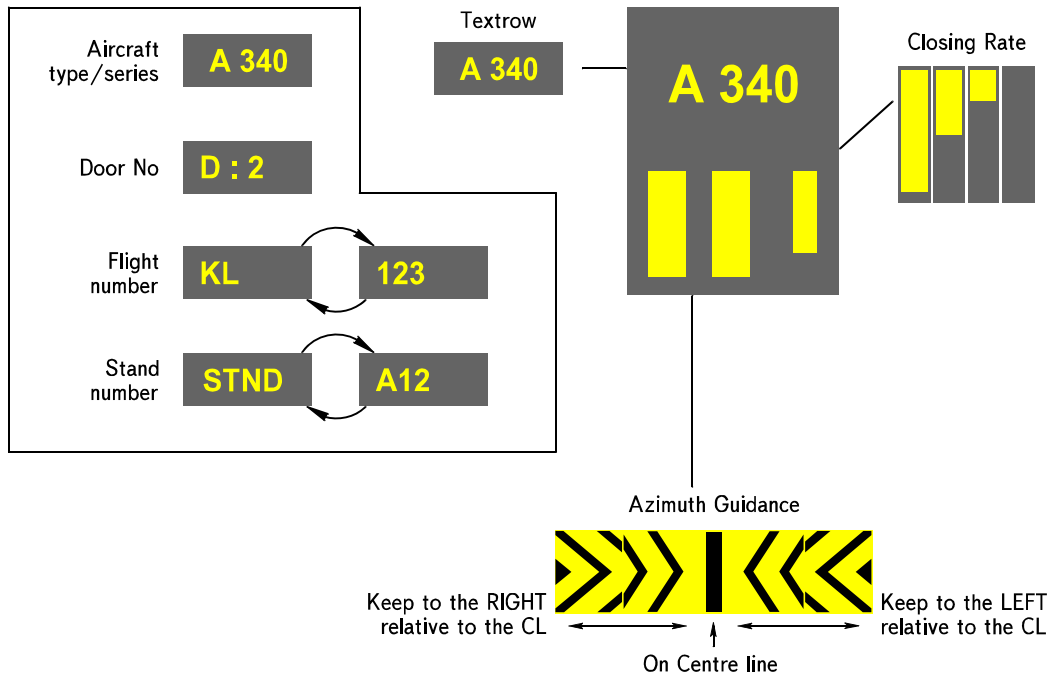 Aircraft
type/series
A 340
Door No
D : 2
Flight
number
KL
123
Stand
number
STND
A12
Textrow
A 340
A 340
Closing Rate
Azimuth Guidance
Keep to the RIGHT
relative to the CL
Keep to the LEFT
relative to the CL
On Centre line